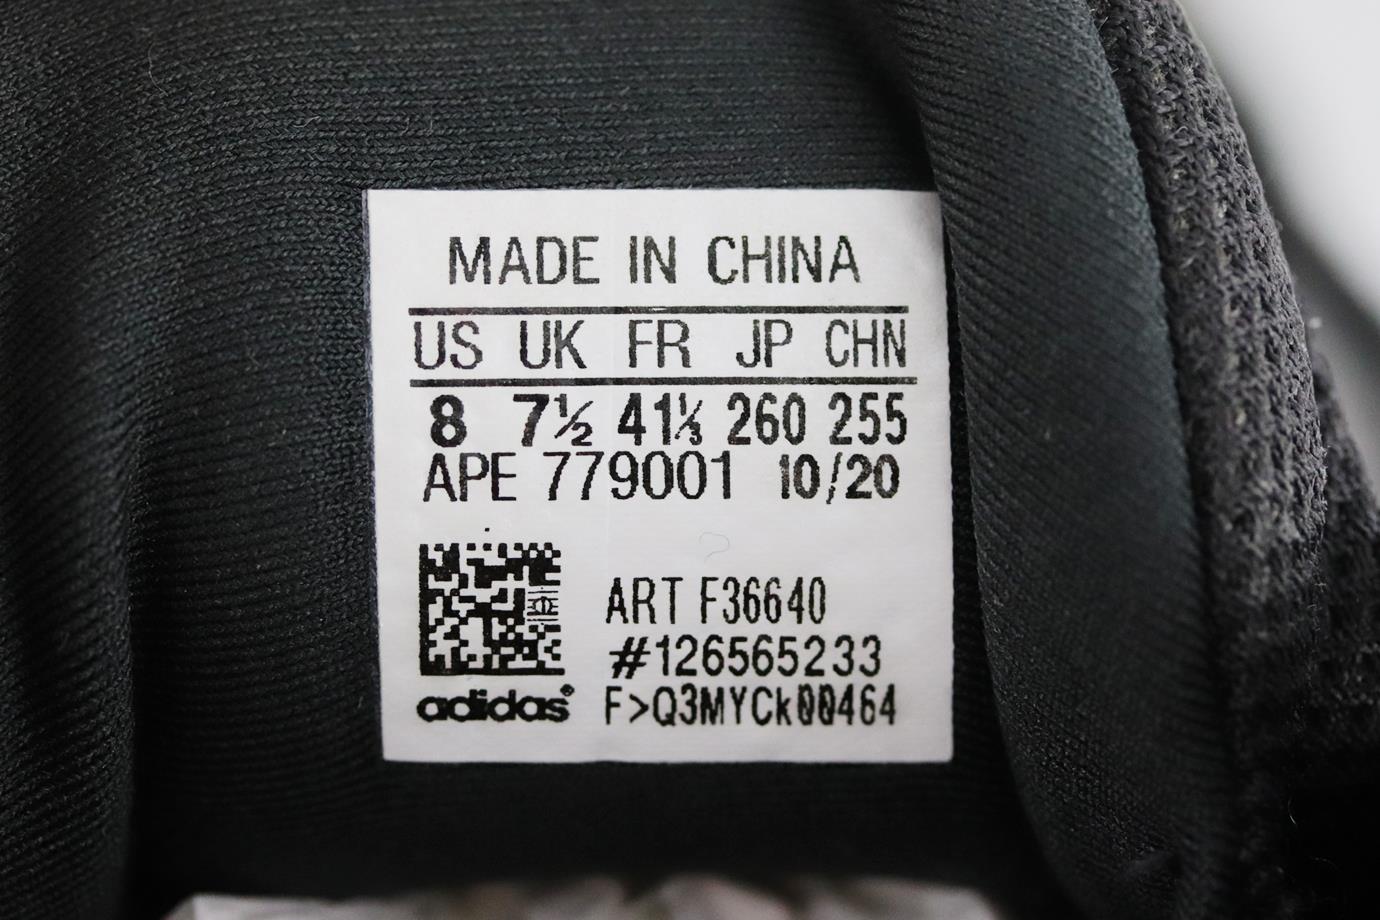 MADE IN CHINA
US UK FR JP CHN
8 7½ 41⅓ 260 255
APE 779001 10/20
ART F36640
#126565233
adidas®
F>Q3MYCk00464